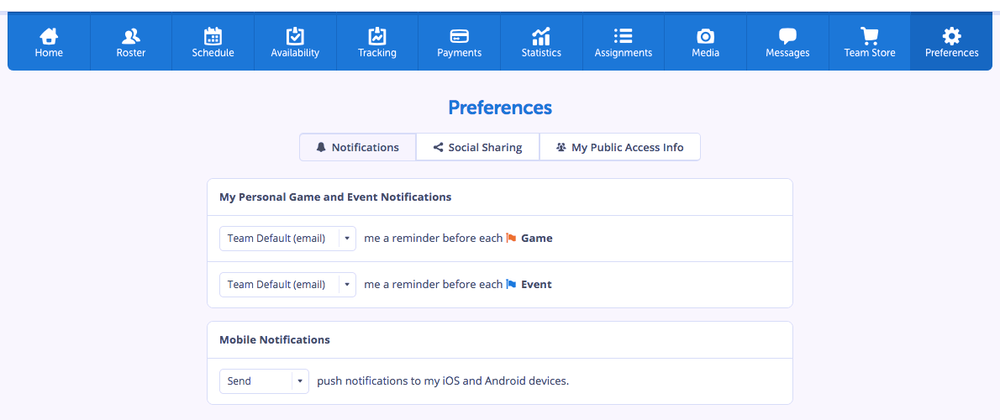 Home Roster Schedule Availability Tracking Payments Statistics Assignments Media Messages Team Store Preferences
Preferences
Notifications Social Sharing My Public Access Info
My Personal Game and Event Notifications
Team Default (email) me a reminder before each Game
Team Default (email) me a reminder before each Event
Mobile Notifications
Send push notifications to my iOS and Android devices.